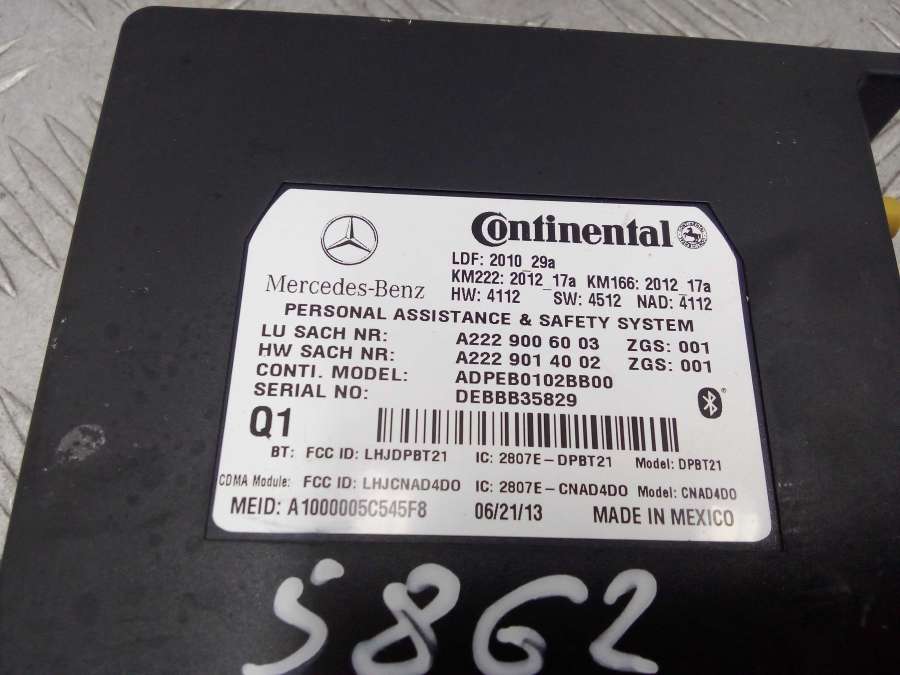 Continental
Mercedes-Benz
LDF: 2010_29a
KM222: 2012_17a KM166: 2012_17a
HW: 4112 SW: 4512 NAD: 4112
PERSONAL ASSISTANCE & SAFETY SYSTEM
LU SACH NR: A222 900 60 03 ZGS: 001
HW SACH NR: A222 901 40 02 ZGS: 001
CONTI. MODEL: ADPEB0102BB00
SERIAL NO: DEBBB35829
Q1
BT: FCC ID: LHJDPBT21 IC: 2807E-DPBT21 Model: DPBT21
CDMA Module: FCC ID: LHJCNAD4DO IC: 2807E-CNAD4DO Model: CNAD4DO
MEID: A1000005C545F8 06/21/13 MADE IN MEXICO
5862